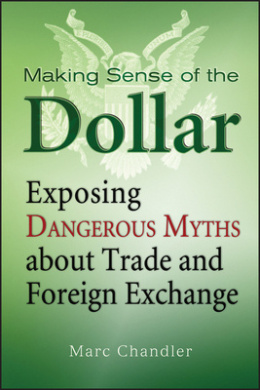 Making Sense of the
Dollar
Exposing
DANGEROUS MYTHS
about Trade and
Foreign Exchange
Marc Chandler